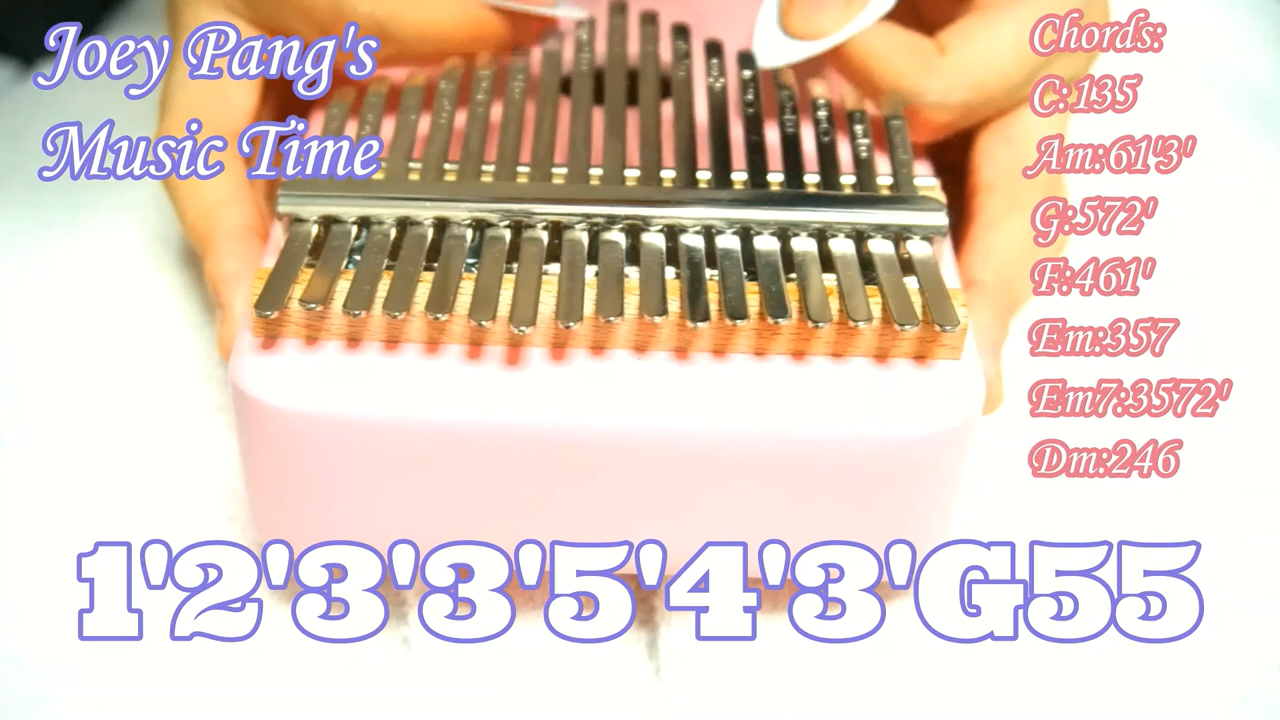 Joey Pang's
Music Time
Chords:
C:135
Am:61'3'
G:572'
F:461'
Em:357
Em7:3572'
Dm:246
1'2'3'3'5'4'3'G55